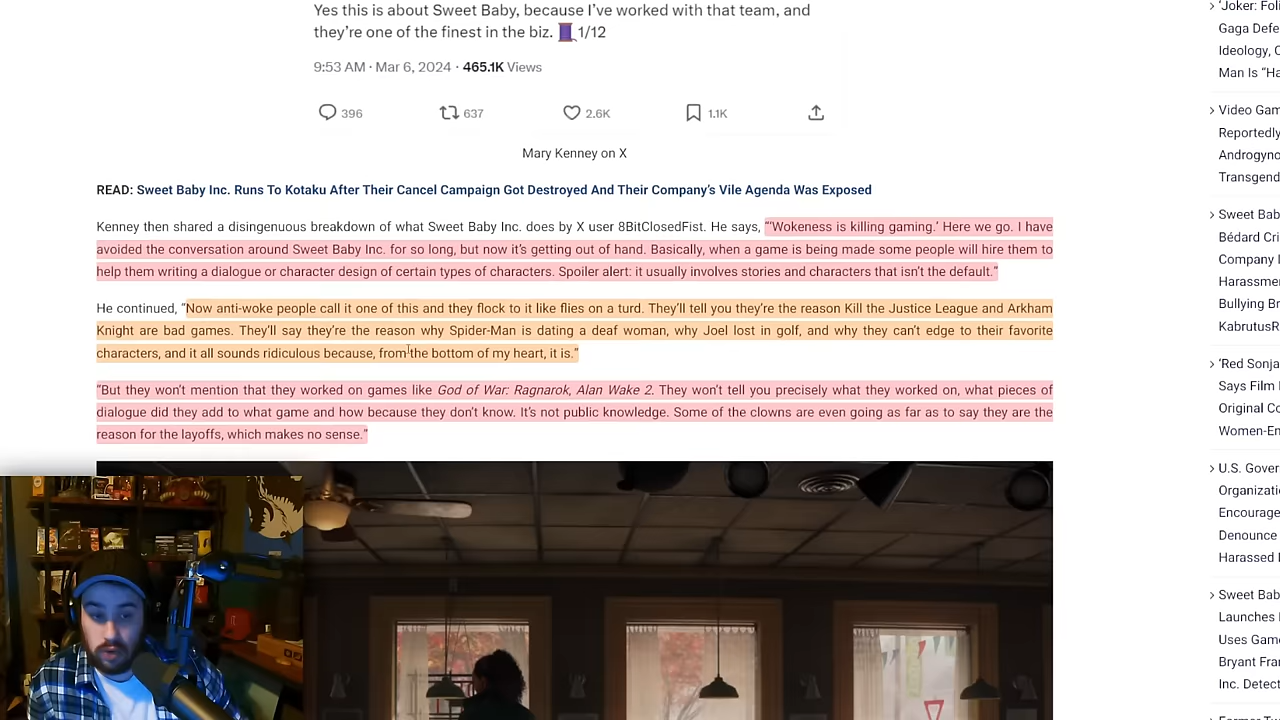 Yes this is about Sweet Baby, because I've worked with that team, and
they're one of the finest in the biz. 🧵 1/12
9:53 AM · Mar 6, 2024 · 465.1K Views
396 637 2.6K 1.1K
Mary Kenney on X
READ: Sweet Baby Inc. Runs To Kotaku After Their Cancel Campaign Got Destroyed And Their Company's Vile Agenda Was Exposed
Kenney then shared a disingenuous breakdown of what Sweet Baby Inc. does by X user 8BitClosedFist. He says, "'Wokeness is killing gaming.' Here we go. I have
avoided the conversation around Sweet Baby Inc. for so long, but now it's getting out of hand. Basically, when a game is being made some people will hire them to
help them writing a dialogue or character design of certain types of characters. Spoiler alert: it usually involves stories and characters that isn't the default."
He continued, "Now anti-woke people call it one of this and they flock to it like flies on a turd. They'll tell you they're the reason Kill the Justice League and Arkham
Knight are bad games. They'll say they're the reason why Spider-Man is dating a deaf woman, why Joel lost in golf, and why they can't edge to their favorite
characters, and it all sounds ridiculous because, from the bottom of my heart, it is."
"But they won't mention that they worked on games like God of War: Ragnarok, Alan Wake 2. They won't tell you precisely what they worked on, what pieces of
dialogue did they add to what game and how because they don't know. It's not public knowledge. Some of the clowns are even going as far as to say they are the
reason for the layoffs, which makes no sense."
'Joker: Foli
Gaga Defe
Ideology, C
Man Is "Ha
Video Gam
Reportedly
Androgyno
Transgend
Sweet Bab
Bédard Cri
Company I
Harassmer
Bullying Br
KabrutusR
'Red Sonja
Says Film
Original Co
Women-En
U.S. Gover
Organizatio
Encourage
Denounce
Harassed I
Sweet Bab
Launches I
Uses Game
Bryant Fra
Inc. Detect